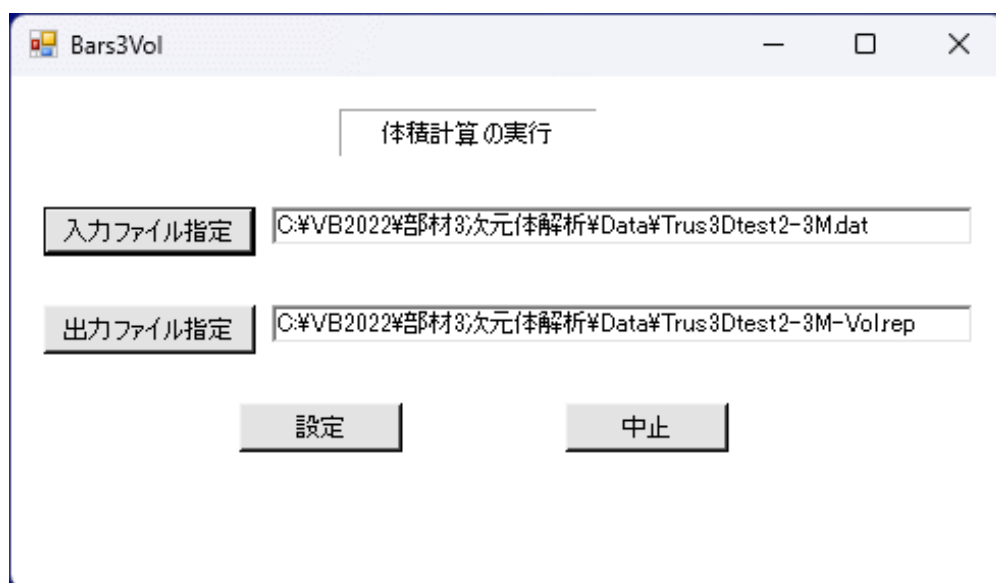 Bars3Vol
体積計算の実行
入力ファイル指定 C:¥VB2022¥部材3次元体解析¥Data¥Trus3Dtest2-3M.dat
出力ファイル指定 C:¥VB2022¥部材3次元体解析¥Data¥Trus3Dtest2-3M-Vol.rep
設定 中止